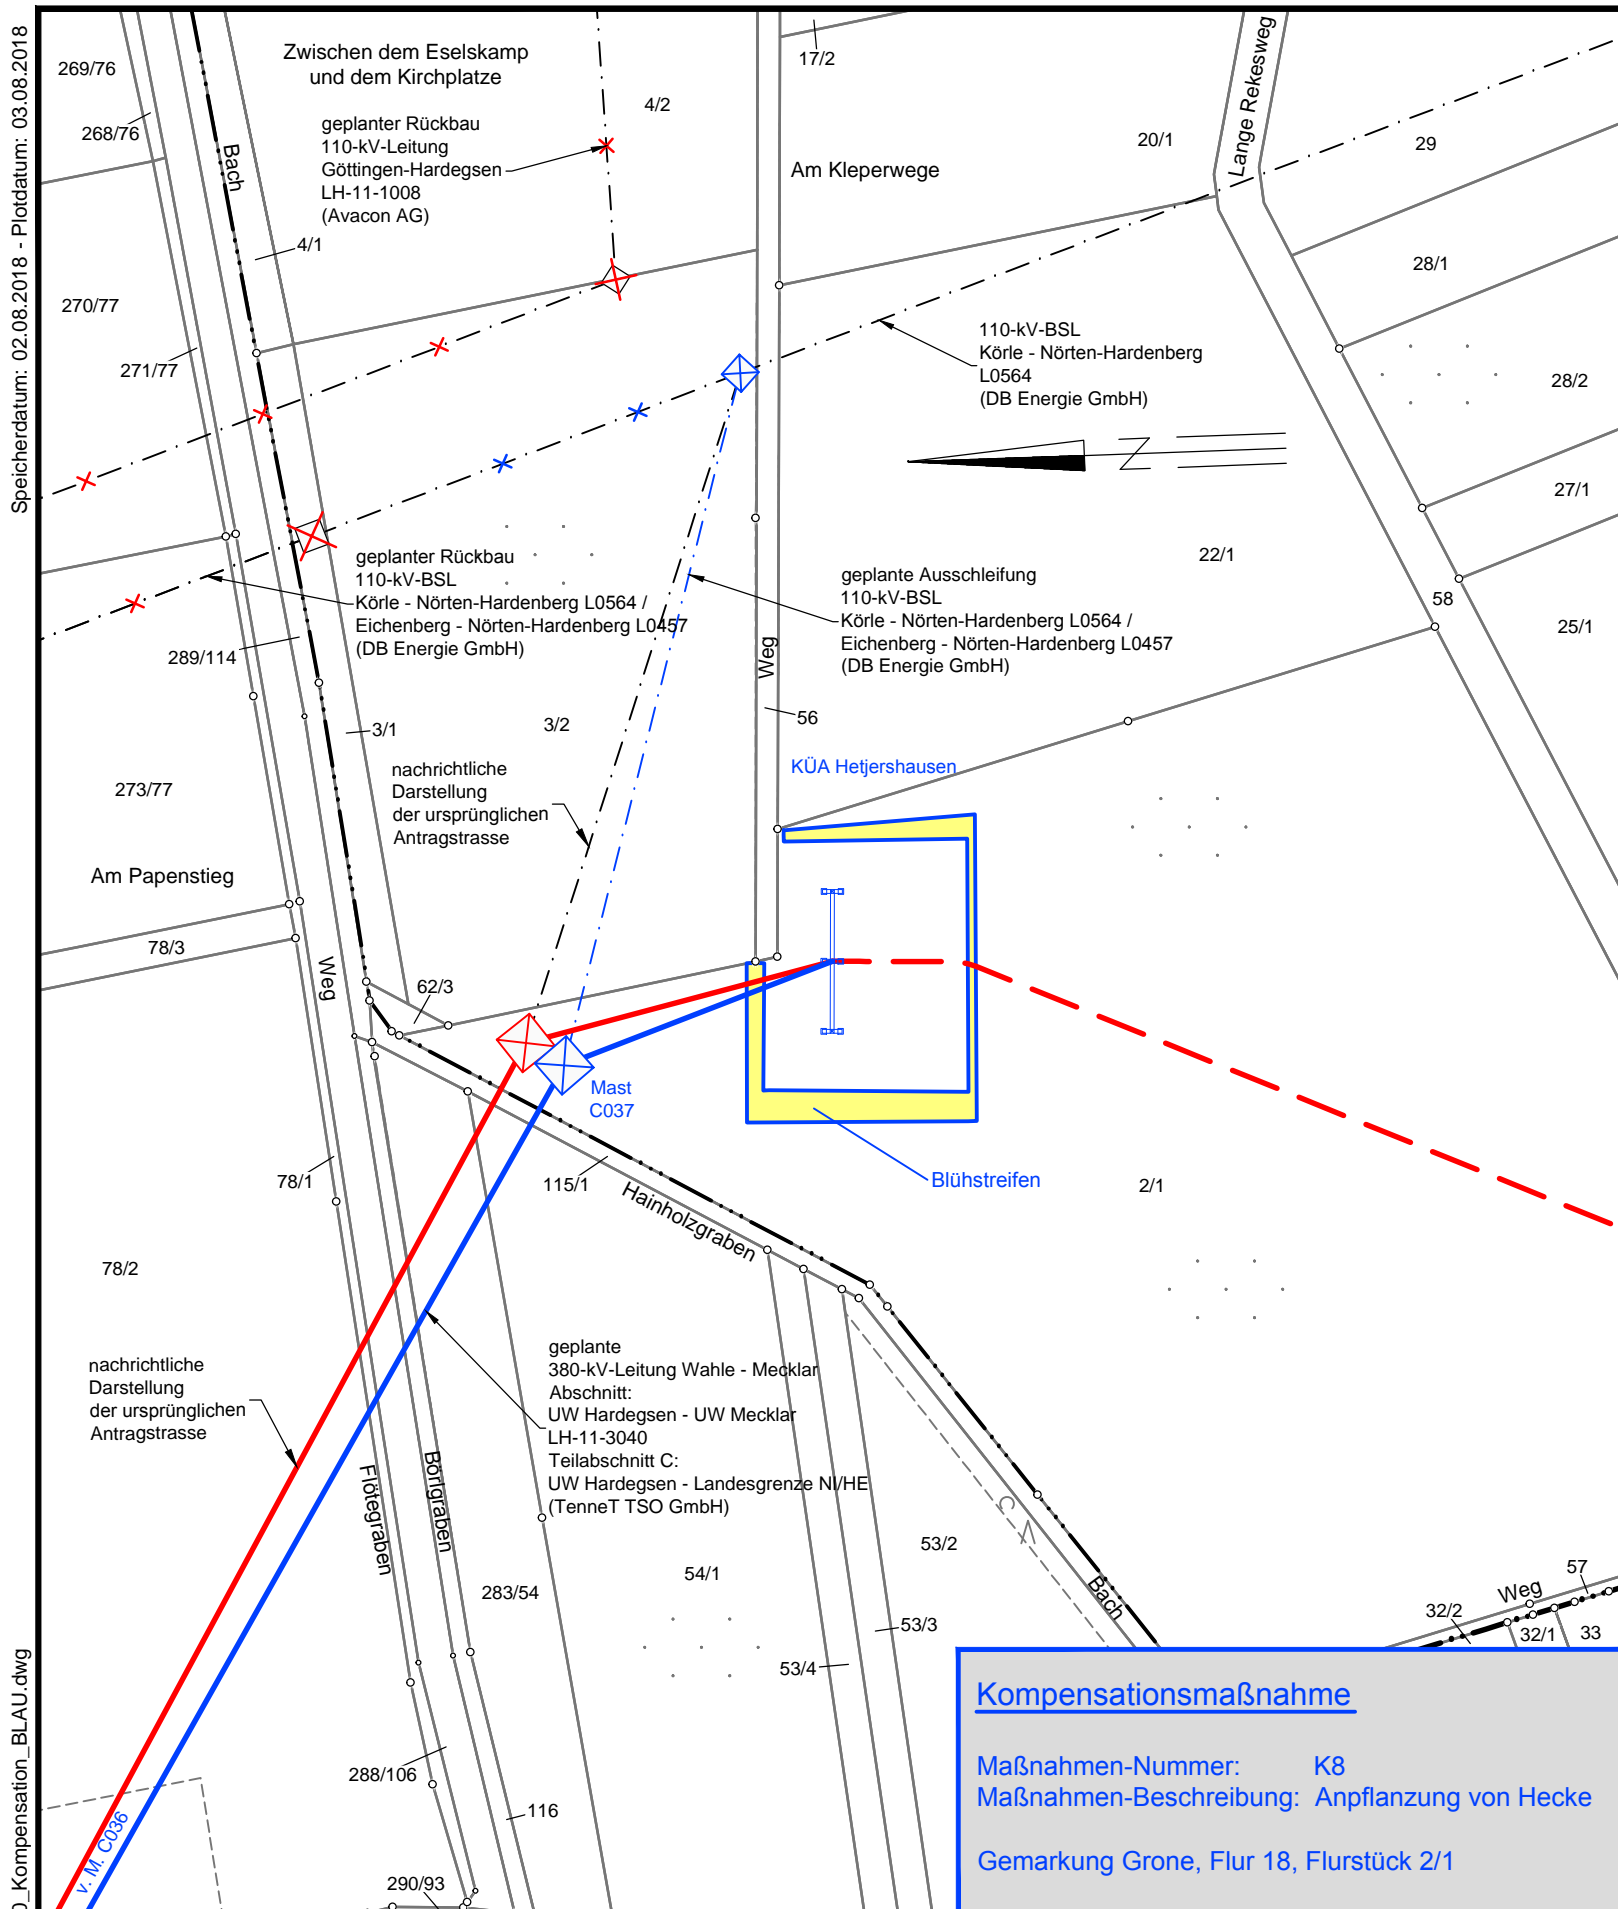 Speicherdatum: 02.08.2018 - Plotdatum: 03.08.2018
269/76
268/76
Bach
Zwischen dem Eselskamp
und dem Kirchplatze
4/2
geplanter Rückbau
110-kV-Leitung
Göttingen-Hardegsen
LH-11-1008
(Avacon AG)
4/1
17/2
Am Kleperwege
20/1
Lange Rekesweg
29
28/1
270/77
271/77
110-kV-BSL
Körle - Nörten-Hardenberg
L0564
(DB Energie GmbH)
28/2
N
27/1
22/1
58
25/1
geplanter Rückbau
110-kV-BSL
Körle - Nörten-Hardenberg L0564 /
Eichenberg - Nörten-Hardenberg L0457
(DB Energie GmbH)
geplante Ausschleifung
110-kV-BSL
Körle - Nörten-Hardenberg L0564 /
Eichenberg - Nörten-Hardenberg L0457
(DB Energie GmbH)
289/114
Weg
56
3/1
3/2
KÜA Hetjershausen
273/77
nachrichtliche
Darstellung
der ursprünglichen
Antragstrasse
Am Papenstieg
78/3
Weg
62/3
Mast
C037
78/1
115/1
Hainholzgraben
Blühstreifen
2/1
78/2
geplante
380-kV-Leitung Wahle - Mecklar
Abschnitt:
UW Hardegsen - UW Mecklar
LH-11-3040
Teilabschnitt C:
UW Hardegsen - Landesgrenze NI/HE
(TenneT TSO GmbH)
nachrichtliche
Darstellung
der ursprünglichen
Antragstrasse
Flötegraben
Börlgraben
283/54
54/1
53/2
53/3
53/4
Bach
Weg
57
32/2
32/1
33
288/106
116
290/93
v. M. C036
0_Kompensation_BLAU.dwg
Kompensationsmaßnahme
Maßnahmen-Nummer: K8
Maßnahmen-Beschreibung: Anpflanzung von Hecke
Gemarkung Grone, Flur 18, Flurstück 2/1